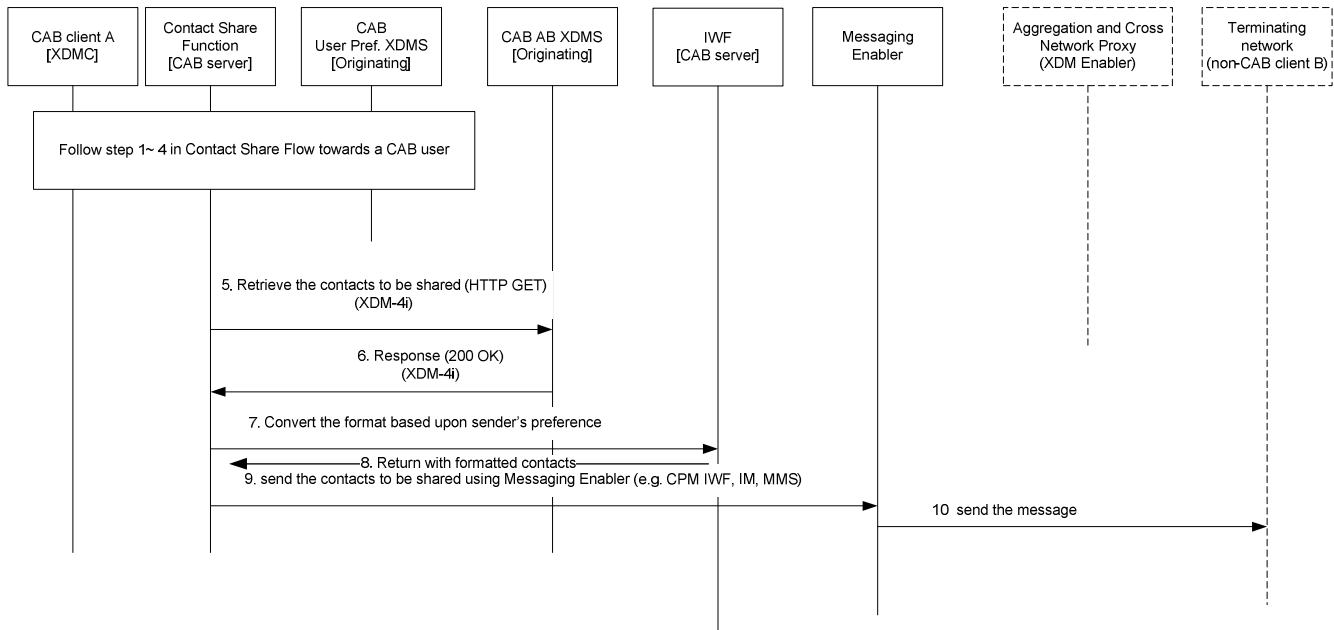 CAB client A
[XDMC]
Contact Share
Function
[CAB server]
CAB
User Pref. XDMS
[Originating]
CAB AB XDMS
[Originating]
IWF
[CAB server]
Messaging
Enabler
Aggregation and Cross
Network Proxy
(XDM Enabler)
Terminating
network
(non-CAB client B)
Follow step 1~ 4 in Contact Share Flow towards a CAB user
5. Retrieve the contacts to be shared (HTTP GET)
(XDM-4i)
6. Response (200 OK)
(XDM-4i)
7. Convert the format based upon sender's preference
8. Return with formatted contacts
9. send the contacts to be shared using Messaging Enabler (e.g. CPM IWF, IM, MMS)
10 send the message